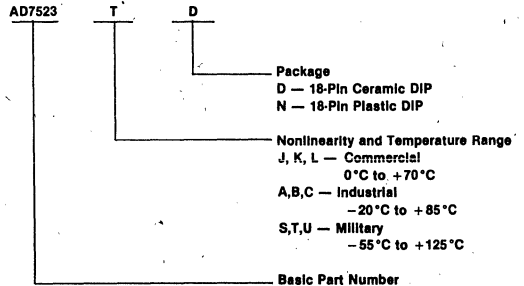 AD7523 T D
Package
D — 18-Pin Ceramic DIP
N — 18-Pin Plastic DIP
Nonlinearity and Temperature Range
J, K, L — Commercial
0°C to +70°C
A,B,C — Industrial
−20°C to +85°C
S,T,U — Military
−55°C to +125°C
Basic Part Number